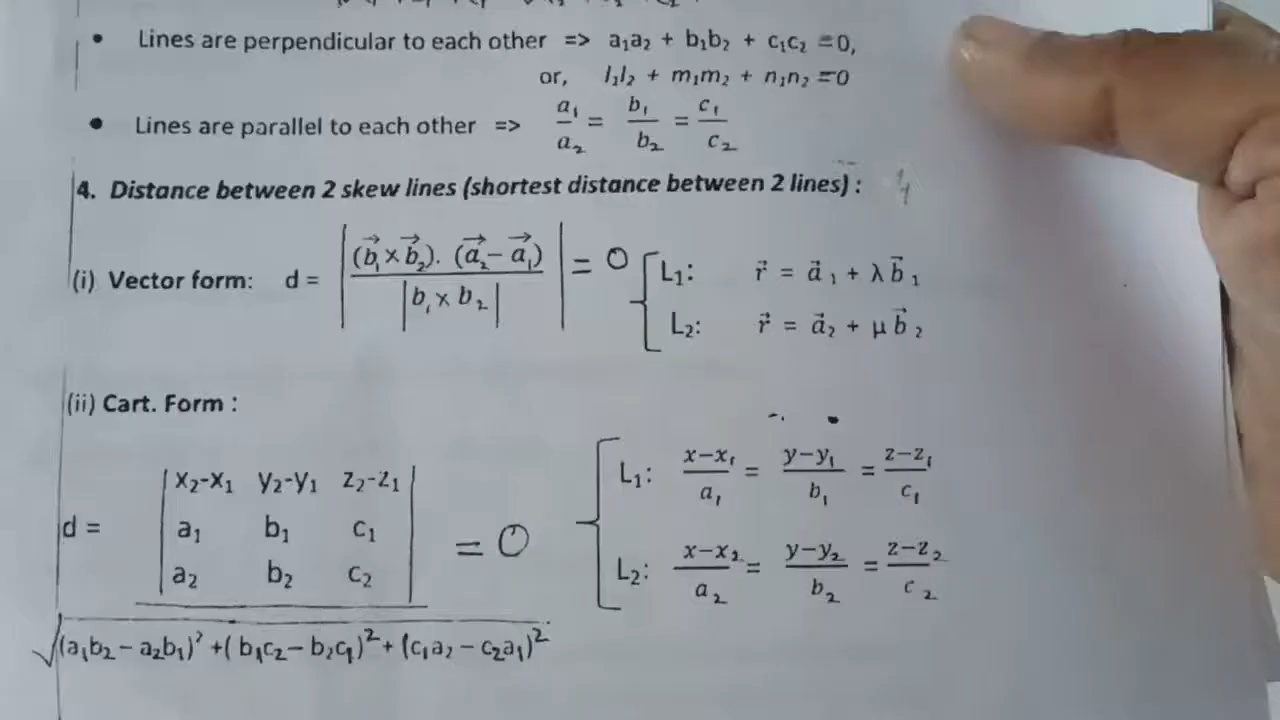 • Lines are perpendicular to each other => a₁a₂ + b₁b₂ + c₁c₂ =0,
or, l₁l₂ + m₁m₂ + n₁n₂ =0
• Lines are parallel to each other => a₁/a₂ = b₁/b₂ = c₁/c₂
4. Distance between 2 skew lines (shortest distance between 2 lines) :
(i) Vector form: d = |(b⃗₁ × b⃗₂). (a⃗₂ − a⃗₁) / |b₁ × b₂|| = 0
L₁: r⃗ = a⃗₁ + λ b⃗₁
L₂: r⃗ = a⃗₂ + μ b⃗₂
(ii) Cart. Form :
d = | x₂-x₁ y₂-y₁ z₂-z₁ |
a₁ b₁ c₁
a₂ b₂ c₂
= 0
√(a₁b₂ − a₂b₁)² +( b₁c₂ − b₂c₁)² + (c₁a₂ − c₂a₁)²
L₁: x−x₁/a₁ = y−y₁/b₁ = z−z₁/c₁
L₂: x−x₂/a₂ = y−y₂/b₂ = z−z₂/c₂